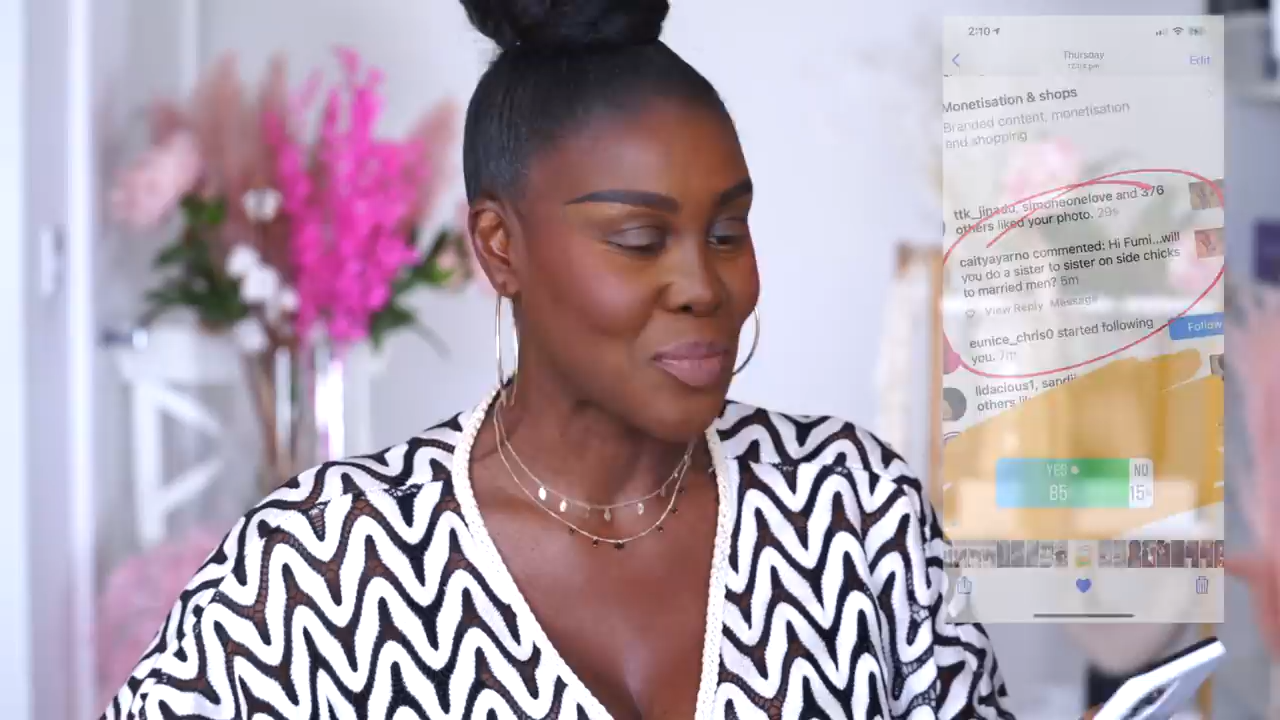 2:10
Thursday
Edit
Monetisation & shops
Branded content, monetisation
and shopping
ttk_jinadu, simoneonelove and 376
others liked your photo. 29s
caityayarno commented: Hi Fumi...will
you do a sister to sister on side chicks
to married men? 5m
View Reply Message
eunice_chris0 started following
you. 7m
Follow
lidacious1,
others
YES NO
85 15%